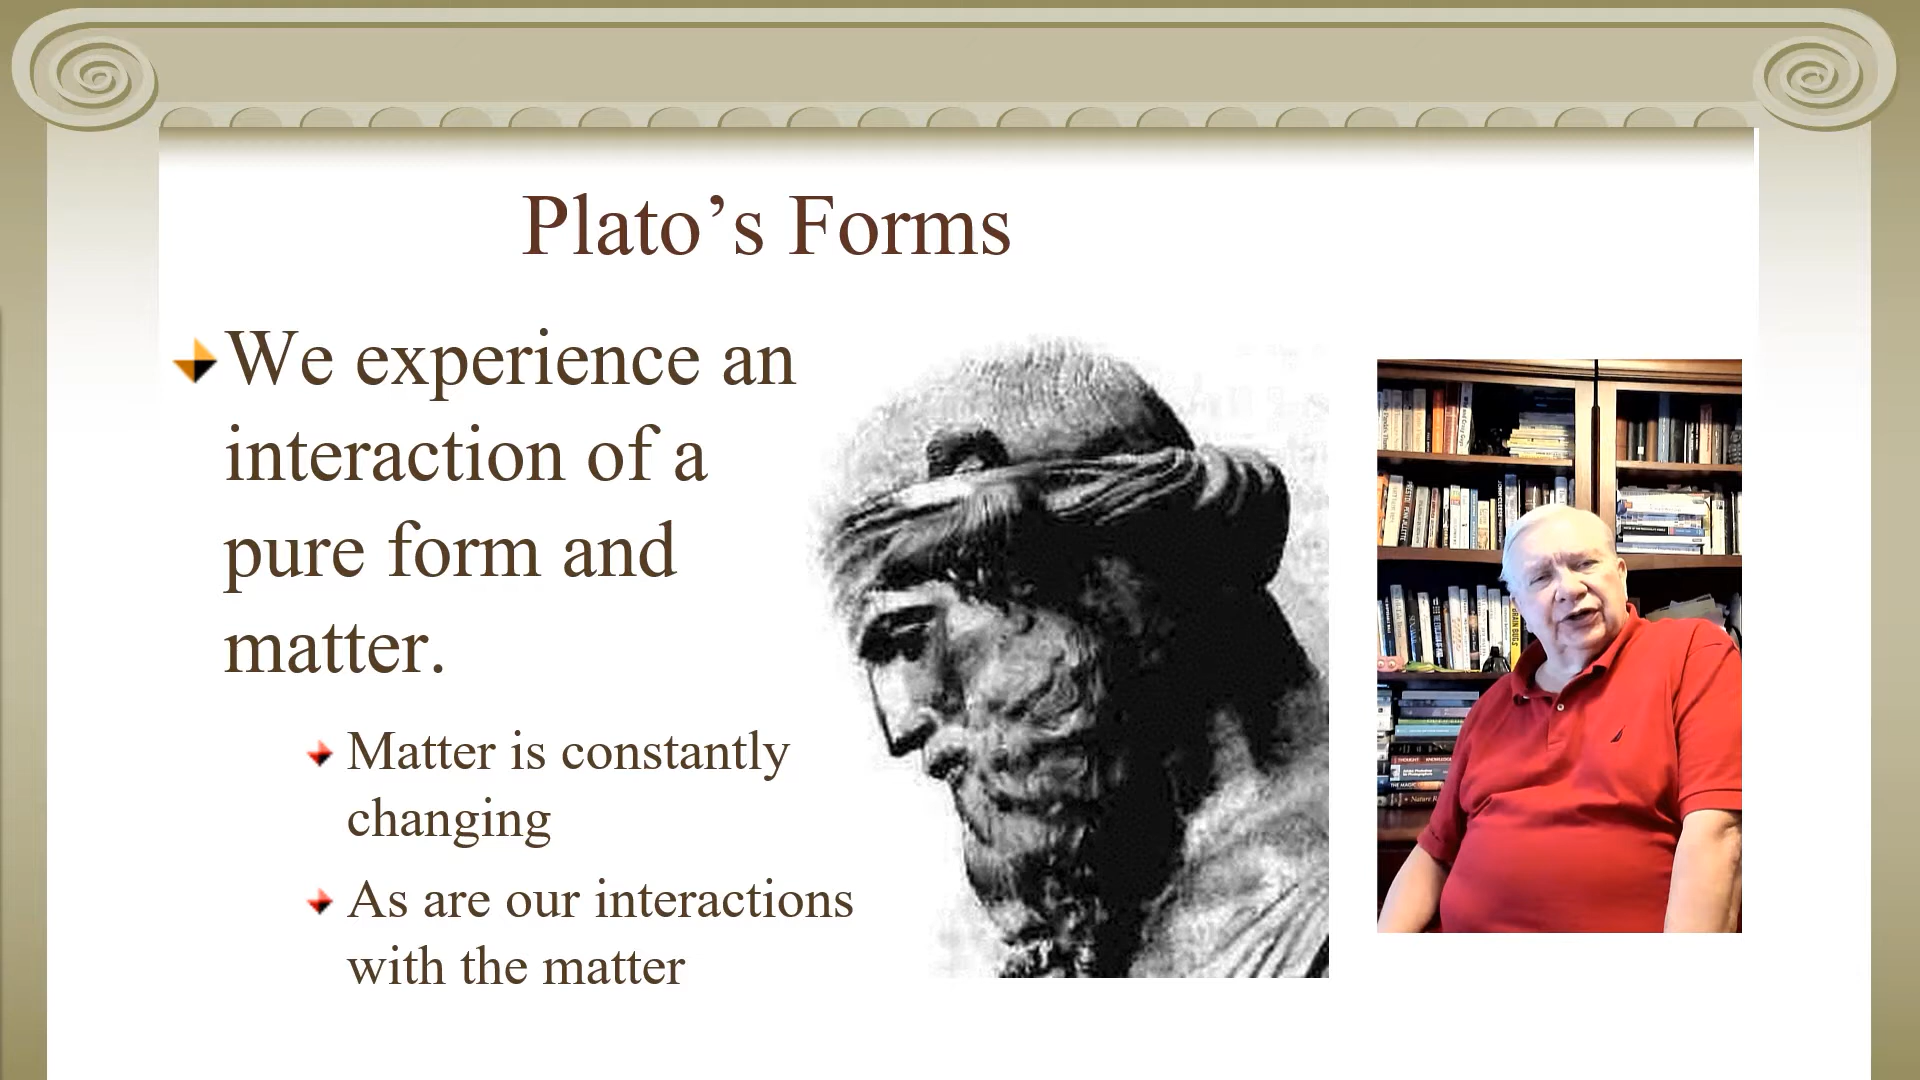 Plato’s Forms
We experience an
interaction of a
pure form and
matter.
Matter is constantly
changing
As are our interactions
with the matter